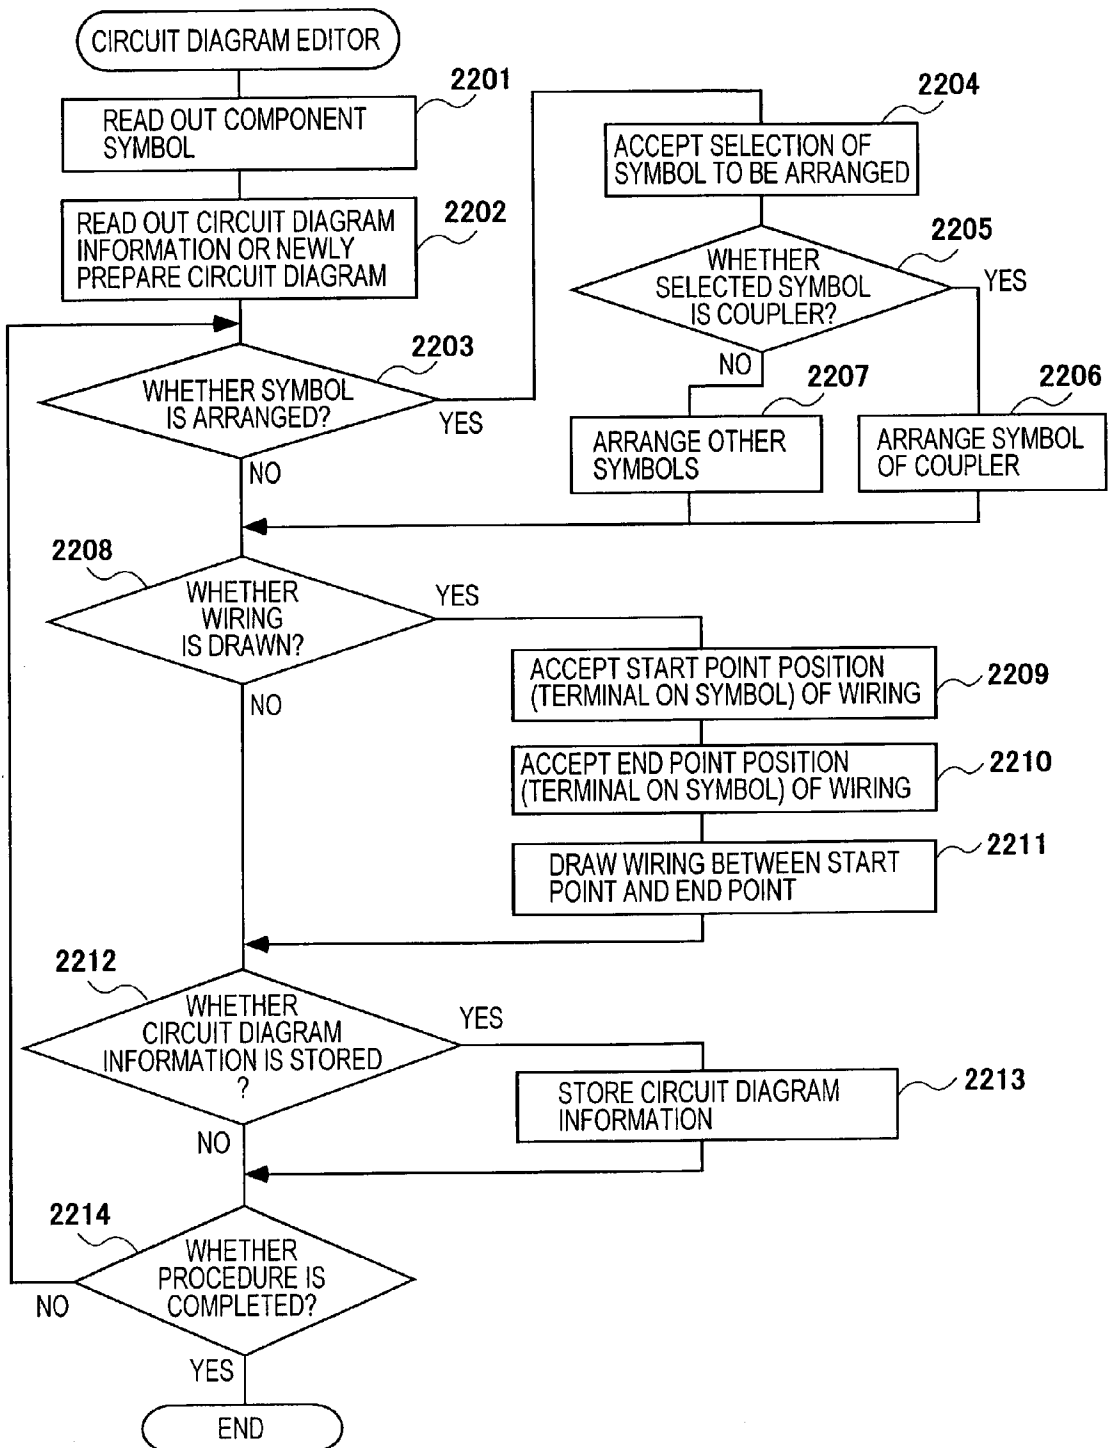 CIRCUIT DIAGRAM EDITOR
2201
READ OUT COMPONENT
SYMBOL
2202
READ OUT CIRCUIT DIAGRAM
INFORMATION OR NEWLY
PREPARE CIRCUIT DIAGRAM
2203
WHETHER SYMBOL
IS ARRANGED?
YES
NO
2204
ACCEPT SELECTION OF
SYMBOL TO BE ARRANGED
2205
WHETHER
SELECTED SYMBOL
IS COUPLER?
YES
NO
2207
ARRANGE OTHER
SYMBOLS
2206
ARRANGE SYMBOL
OF COUPLER
2208
WHETHER
WIRING
IS DRAWN?
YES
NO
ACCEPT START POINT POSITION
(TERMINAL ON SYMBOL) OF WIRING
2209
ACCEPT END POINT POSITION
(TERMINAL ON SYMBOL) OF WIRING
2210
DRAW WIRING BETWEEN START
POINT AND END POINT
2211
2212
WHETHER
CIRCUIT DIAGRAM
INFORMATION IS STORED
?
YES
NO
STORE CIRCUIT DIAGRAM
INFORMATION
2213
2214
WHETHER
PROCEDURE IS
COMPLETED?
NO
YES
END